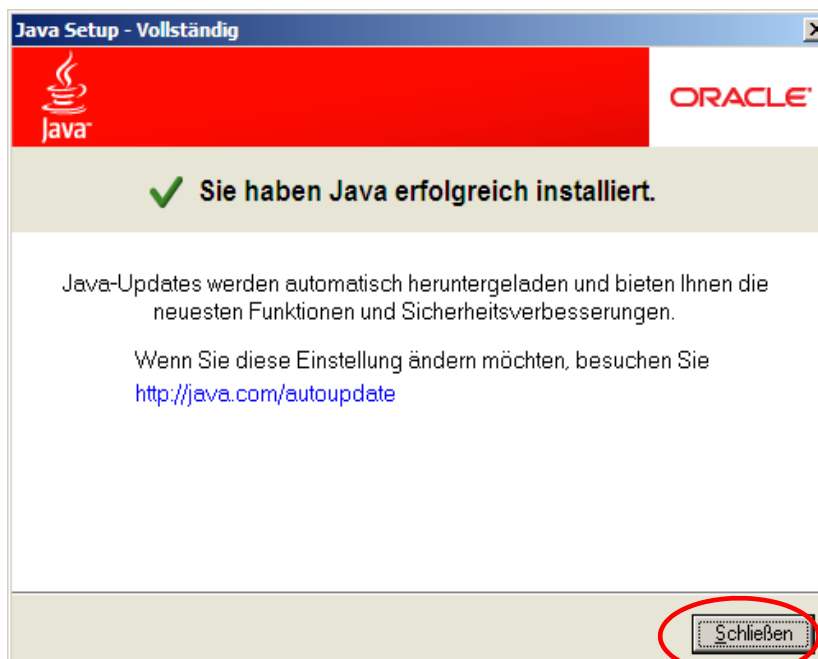 Java Setup - Vollständig
Java™
ORACLE®
Sie haben Java erfolgreich installiert.
Java-Updates werden automatisch heruntergeladen und bieten Ihnen die
neuesten Funktionen und Sicherheitsverbesserungen.
Wenn Sie diese Einstellung ändern möchten, besuchen Sie
http://java.com/autoupdate
Schließen